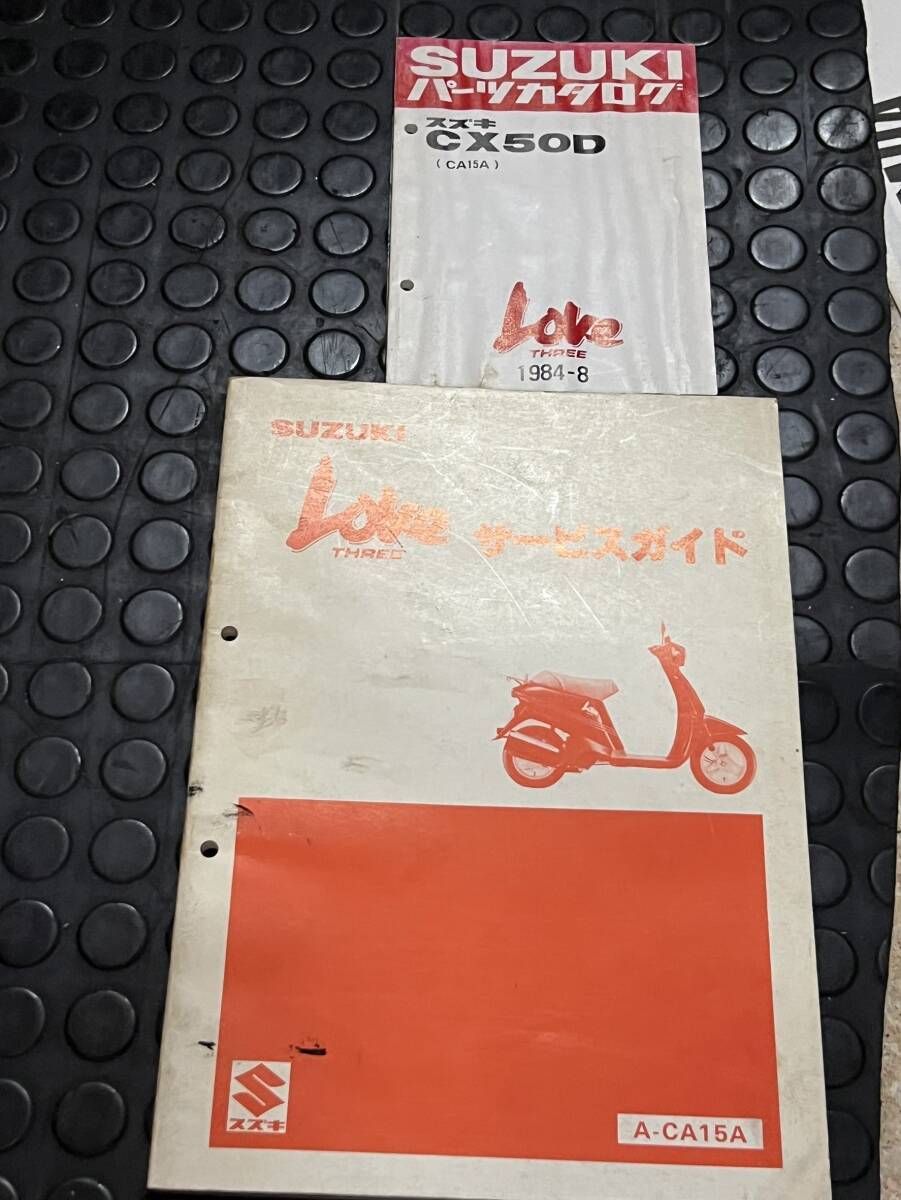 SUZUKI
パーツカタログ
スズキ
CX50D
(CA15A)
Love
THREE
1984-8
SUZUKI
Love サービスガイド
THREE
スズキ
A-CA15A